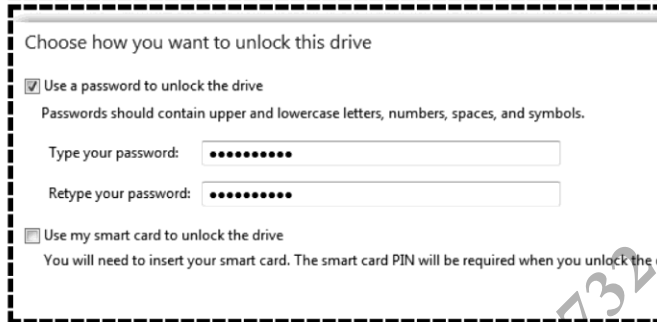 Choose how you want to unlock this drive
Use a password to unlock the drive
Passwords should contain upper and lowercase letters, numbers, spaces, and symbols.
Type your password: ••••••••••
Retype your password: ••••••••••
Use my smart card to unlock the drive
You will need to insert your smart card. The smart card PIN will be required when you unlock the
732